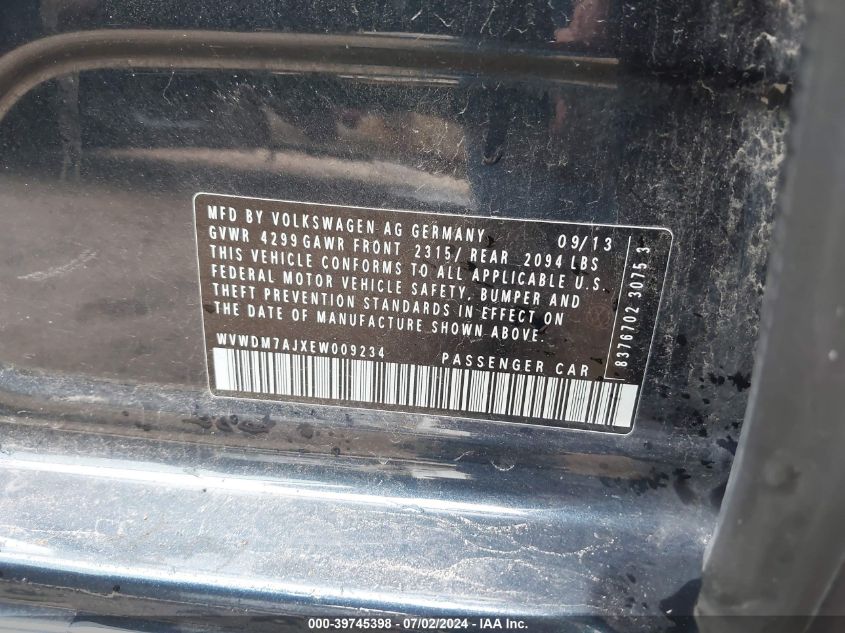 MFD BY VOLKSWAGEN AG GERMANY 09/13
GVWR 4299 GAWR FRONT 2315/ REAR 2094 LBS
THIS VEHICLE CONFORMS TO ALL APPLICABLE U.S.
FEDERAL MOTOR VEHICLE SAFETY, BUMPER AND
THEFT PREVENTION STANDARDS IN EFFECT ON
THE DATE OF MANUFACTURE SHOWN ABOVE.
WVWDM7AJXEW009234 PASSENGER CAR
8376702 3075 3
000-39745398 - 07/02/2024 - IAA Inc.